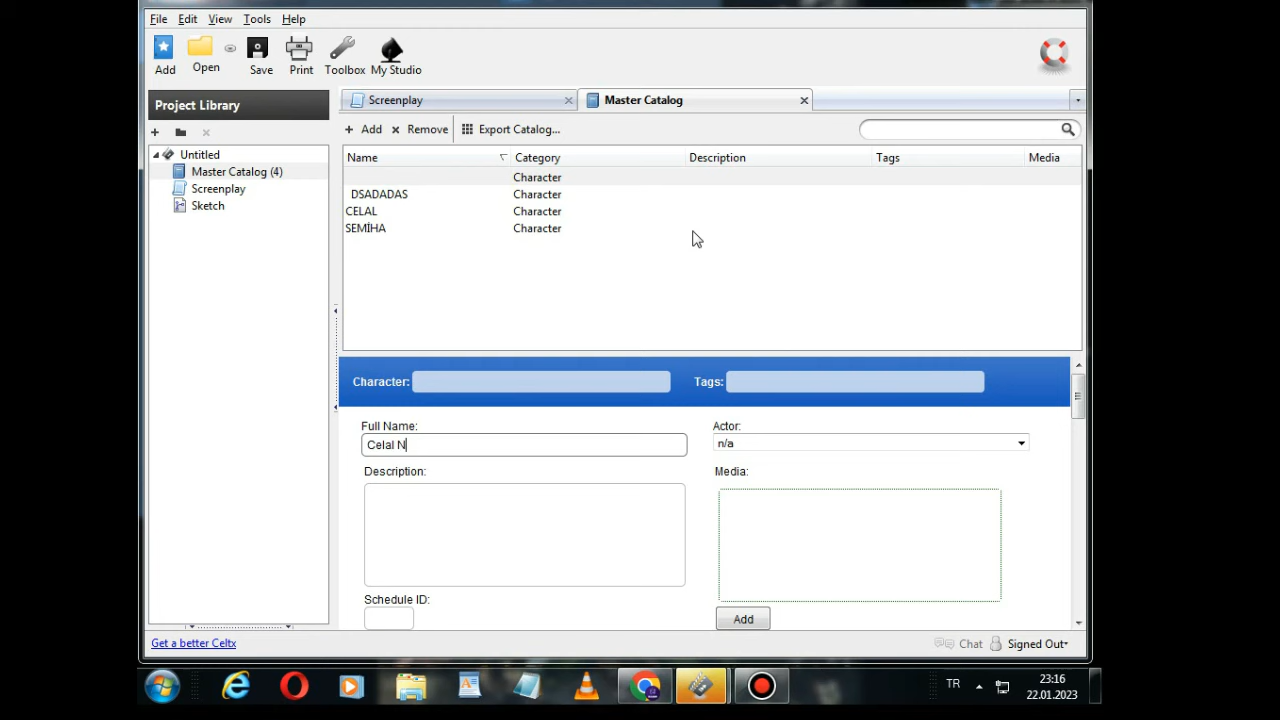 File Edit View Tools Help
Add Open Save Print Toolbox My Studio
Project Library
Screenplay Master Catalog
Add Remove Export Catalog...
Untitled
Master Catalog (4)
Screenplay
Sketch
Name Category Description Tags Media
Character
DSADADAS Character
CELAL Character
SEMİHA Character
Character: Tags:
Full Name: Actor:
Celal N n/a
Description: Media:
Schedule ID:
Add
Get a better Celtx Chat Signed Out
TR 23:16
22.01.2023